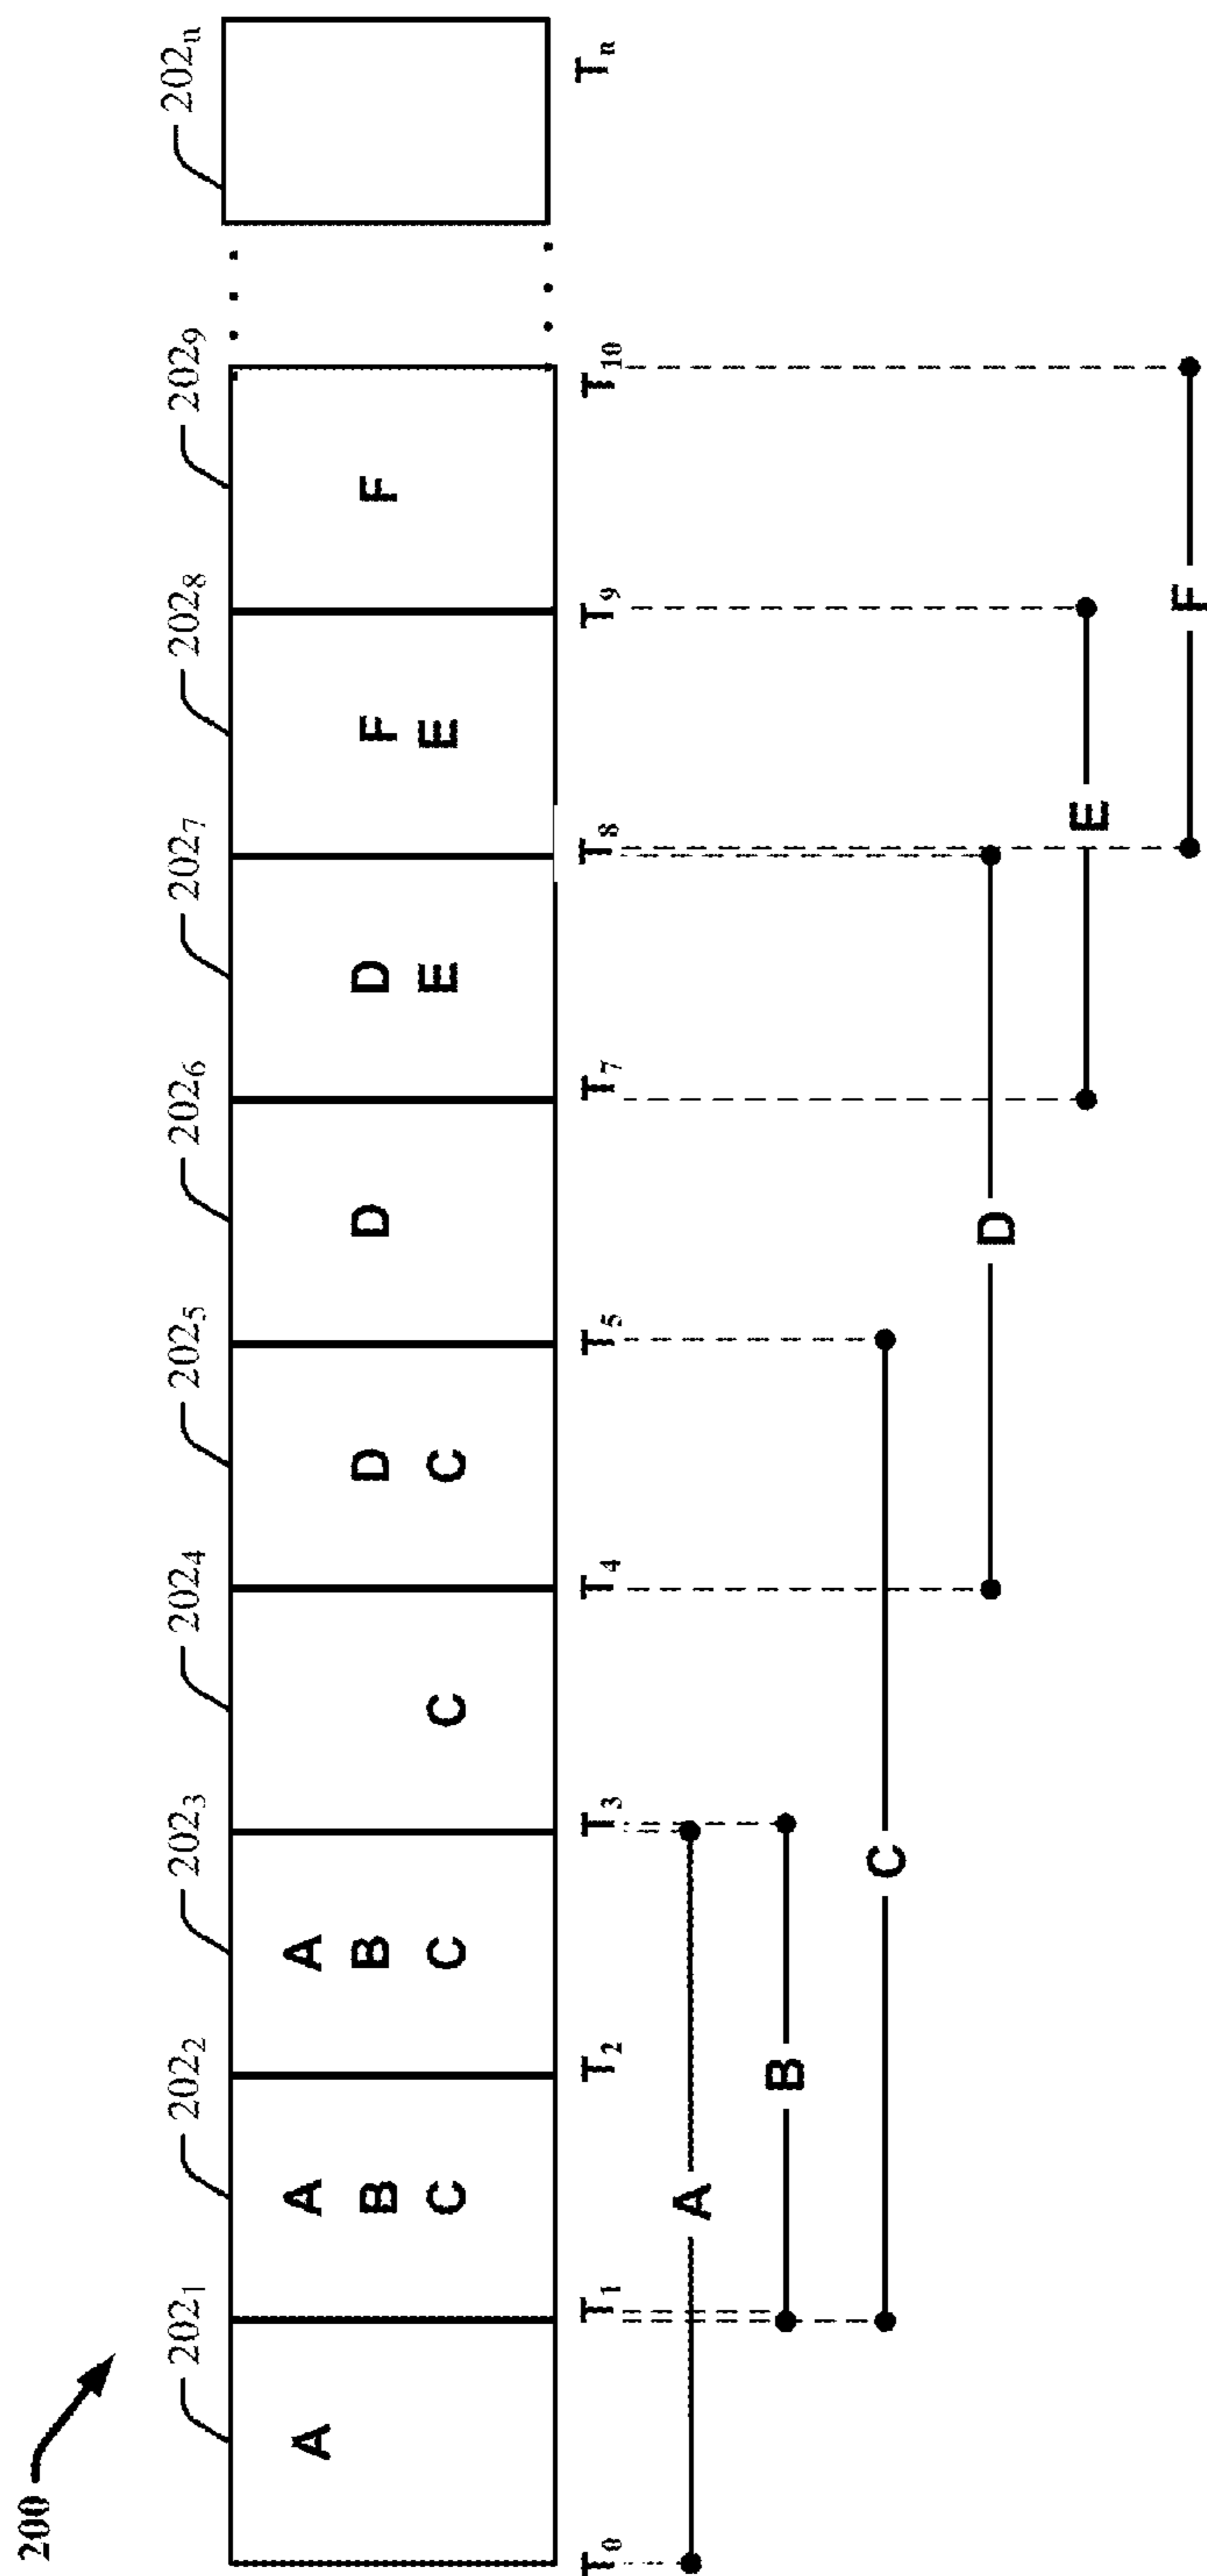 200
202₁ 202₂ 202₃ 202₄ 202₅ 202₆ 202₇ 202₈ 202₉ 202ₙ
A A A
B B D D D F F
C C C C E E
T₀ T₁ T₂ T₃ T₄ T₅ T₇ T₈ T₉ T₁₀ Tₙ
A
B
C
D
E
F